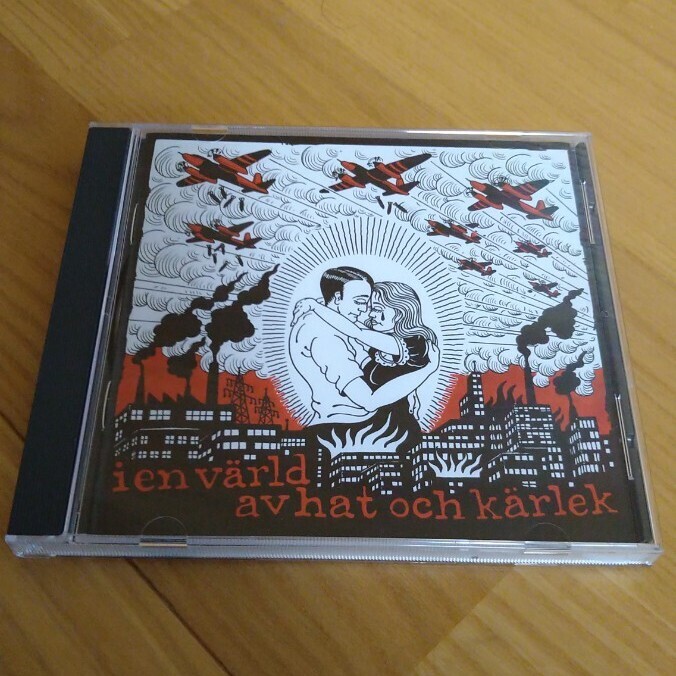 i en värld
av hat och kärlek